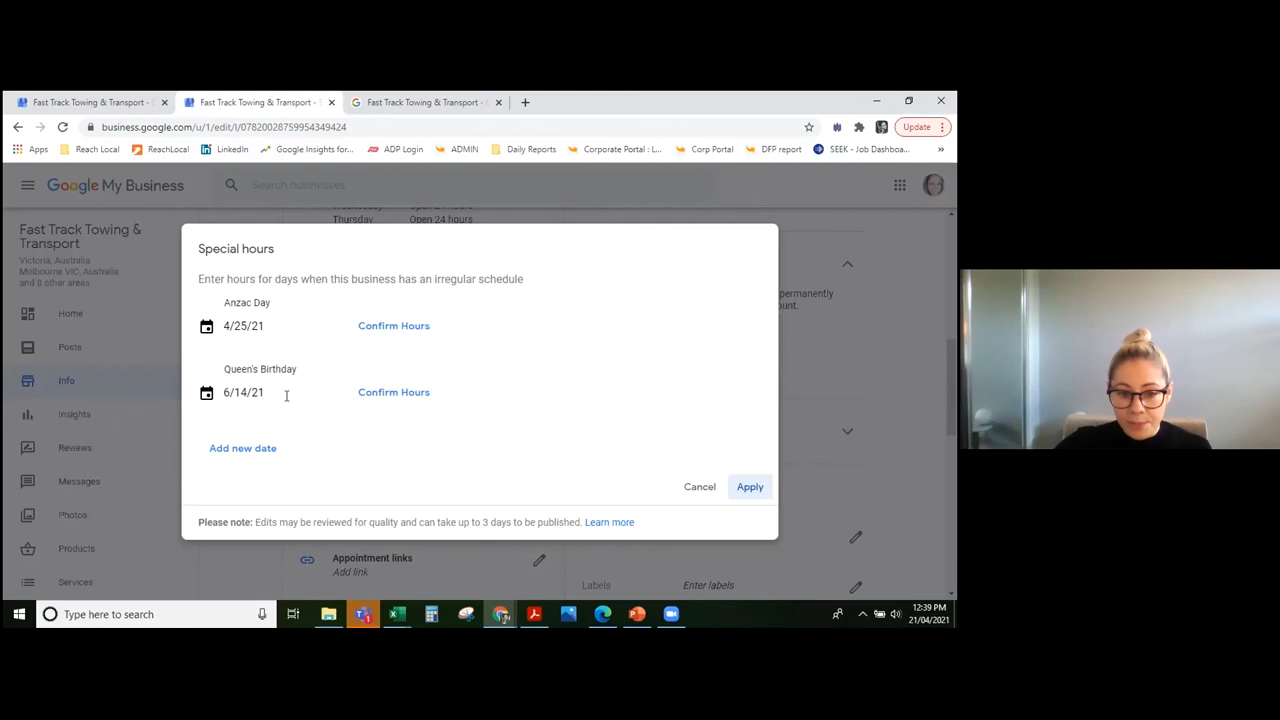 Fast Track Towing & Transport -
Fast Track Towing & Transport -
Fast Track Towing & Transport -
business.google.com/u/1/edit/l/07820028759954349424
Update
Apps
Reach Local
ReachLocal
LinkedIn
Google Insights for...
ADP Login
ADMIN
Daily Reports
Corporate Portal : L...
Corp Portal
DFP report
SEEK - Job Dashboa...
Google My Business
Search businesses
Fast Track Towing &
Transport
Victoria, Australia
Melbourne VIC, Australia
and 8 other areas
Home
Posts
Info
Insights
Reviews
Messages
Photos
Products
Services
Thursday Open 24 hours
Special hours
Enter hours for days when this business has an irregular schedule
Anzac Day
4/25/21 Confirm Hours
Queen's Birthday
6/14/21 Confirm Hours
Add new date
Cancel Apply
Please note: Edits may be reviewed for quality and can take up to 3 days to be published. Learn more
permanently
Appointment links
Add link
Labels Enter labels
Type here to search
12:39 PM
21/04/2021